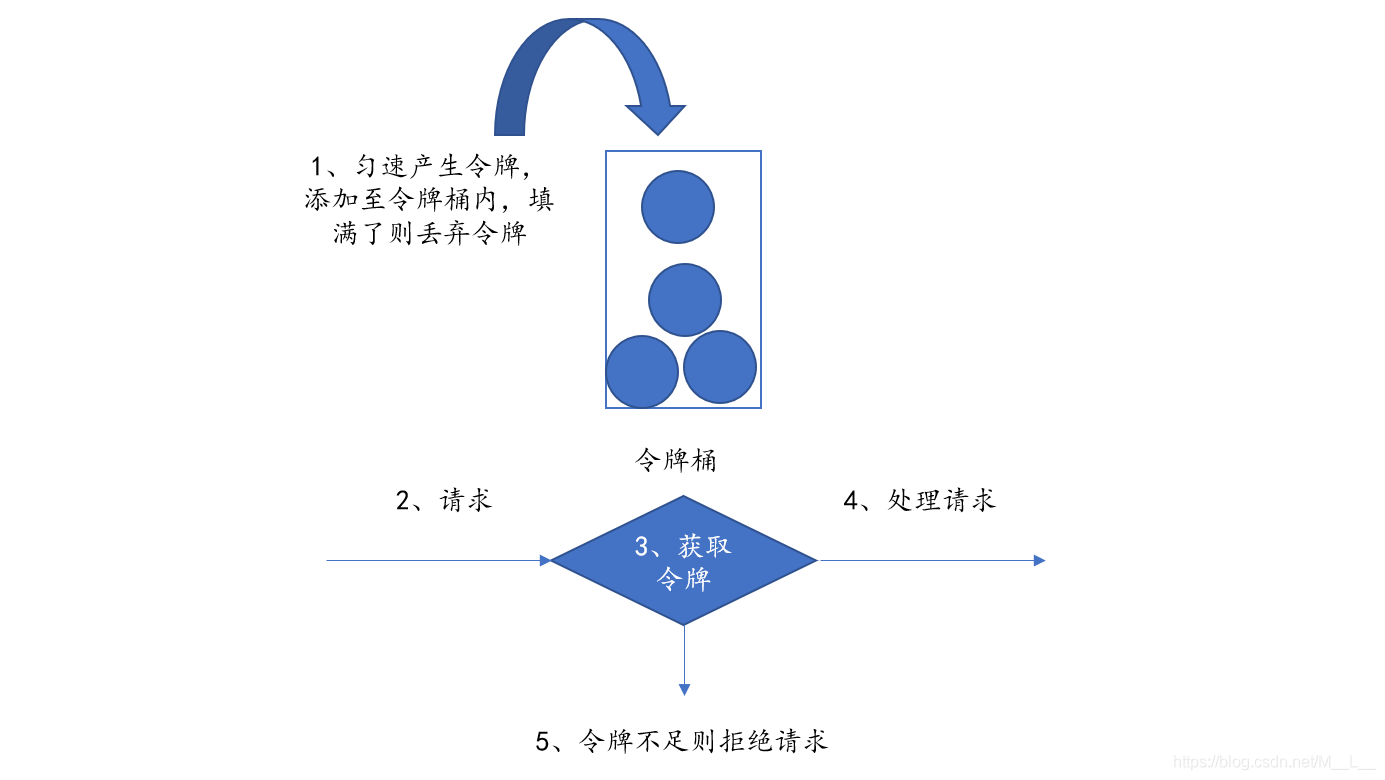 1、匀速产生令牌，
添加至令牌桶内，填
满了则丢弃令牌
令牌桶
2、请求
4、处理请求
3、获取
令牌
5、令牌不足则拒绝请求
https://blog.csdn.net/M__L__